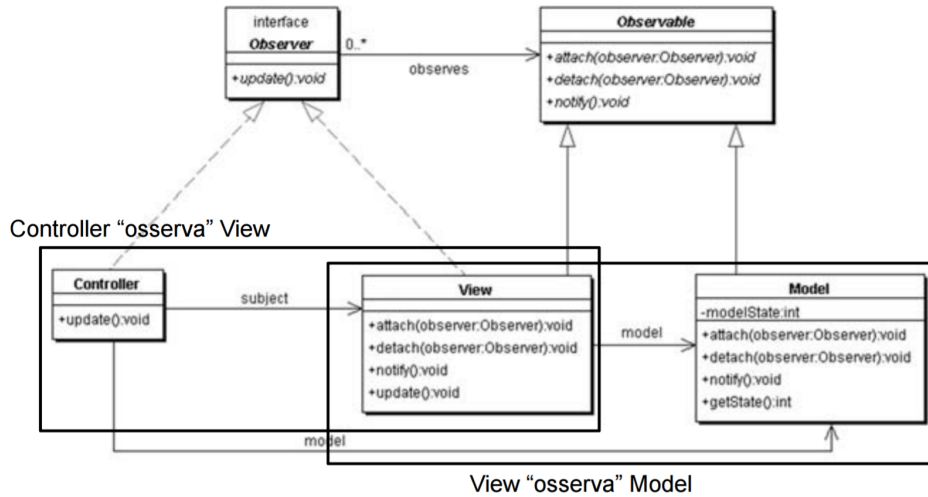 interface
Observer
+update():void
0..*
observes
Observable
+attach(observer:Observer):void
+detach(observer:Observer):void
+notify():void
Controller “osserva” View
Controller
+update():void
subject
View
+attach(observer:Observer):void
+detach(observer:Observer):void
+notify():void
+update():void
model
Model
-modelState:int
+attach(observer:Observer):void
+detach(observer:Observer):void
+notify():void
+getState():int
model
View “osserva” Model